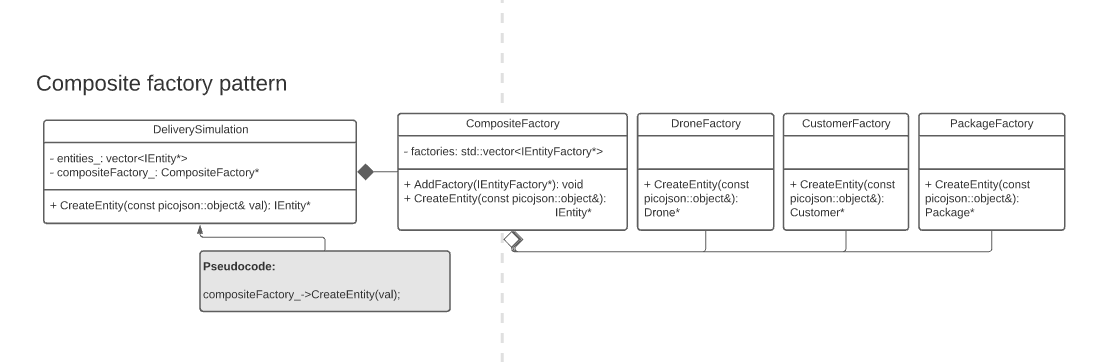 Composite factory pattern
DeliverySimulation
- entities_: vector<IEntity*>
- compositeFactory_: CompositeFactory*
+ CreateEntity(const picojson::object& val): IEntity*
Pseudocode:
compositeFactory_->CreateEntity(val);
CompositeFactory
- factories: std::vector<IEntityFactory*>
+ AddFactory(IEntityFactory*): void
+ CreateEntity(const picojson::object&):
IEntity*
DroneFactory
+ CreateEntity(const
picojson::object&):
Drone*
CustomerFactory
+ CreateEntity(const
picojson::object&):
Customer*
PackageFactory
+ CreateEntity(const
picojson::object&):
Package*